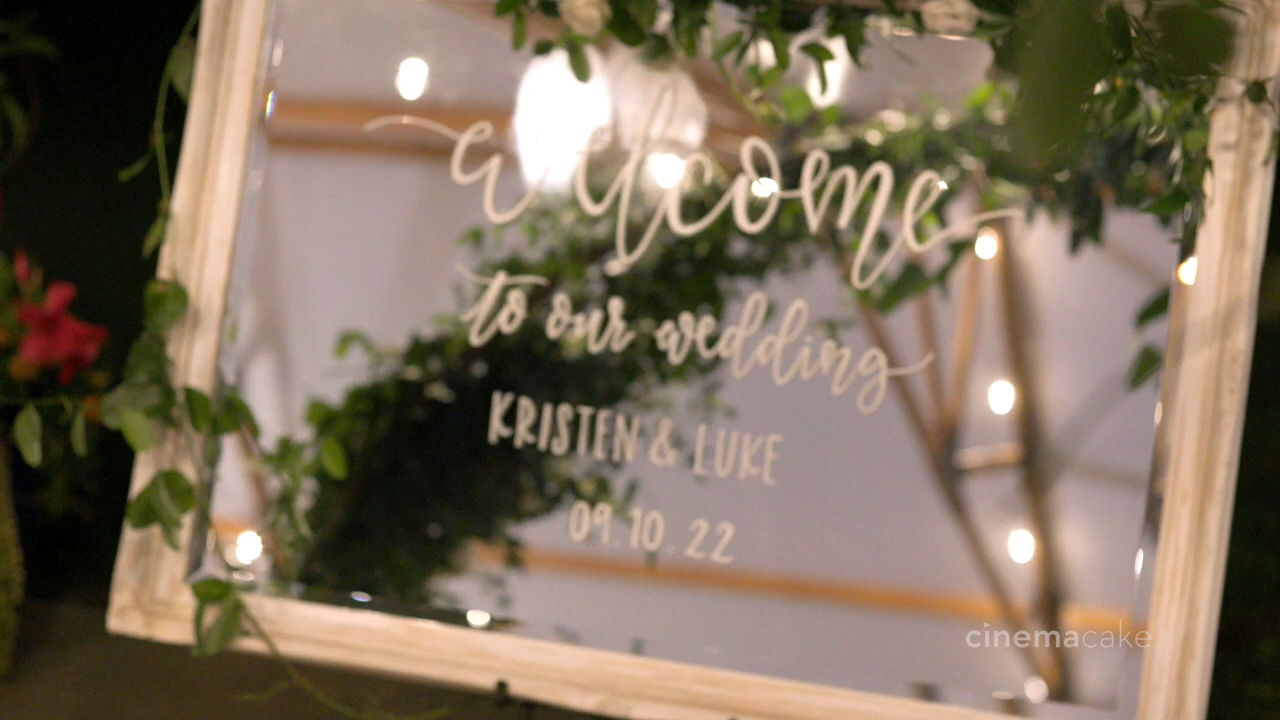 welcome
to our wedding
KRISTEN & LUKE
09.10.22
cinemacake